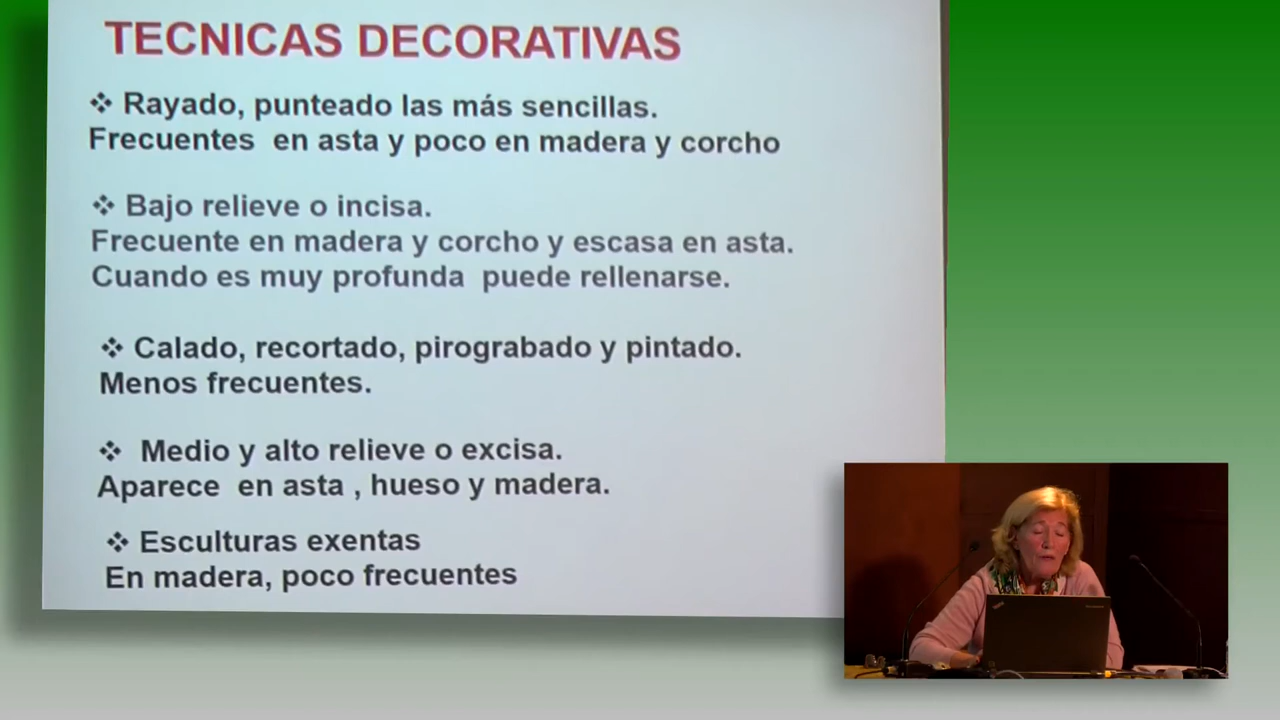 TECNICAS DECORATIVAS
❖ Rayado, punteado las más sencillas.
Frecuentes en asta y poco en madera y corcho
❖ Bajo relieve o incisa.
Frecuente en madera y corcho y escasa en asta.
Cuando es muy profunda puede rellenarse.
❖ Calado, recortado, pirograbado y pintado.
Menos frecuentes.
❖ Medio y alto relieve o excisa.
Aparece en asta , hueso y madera.
❖ Esculturas exentas
En madera, poco frecuentes